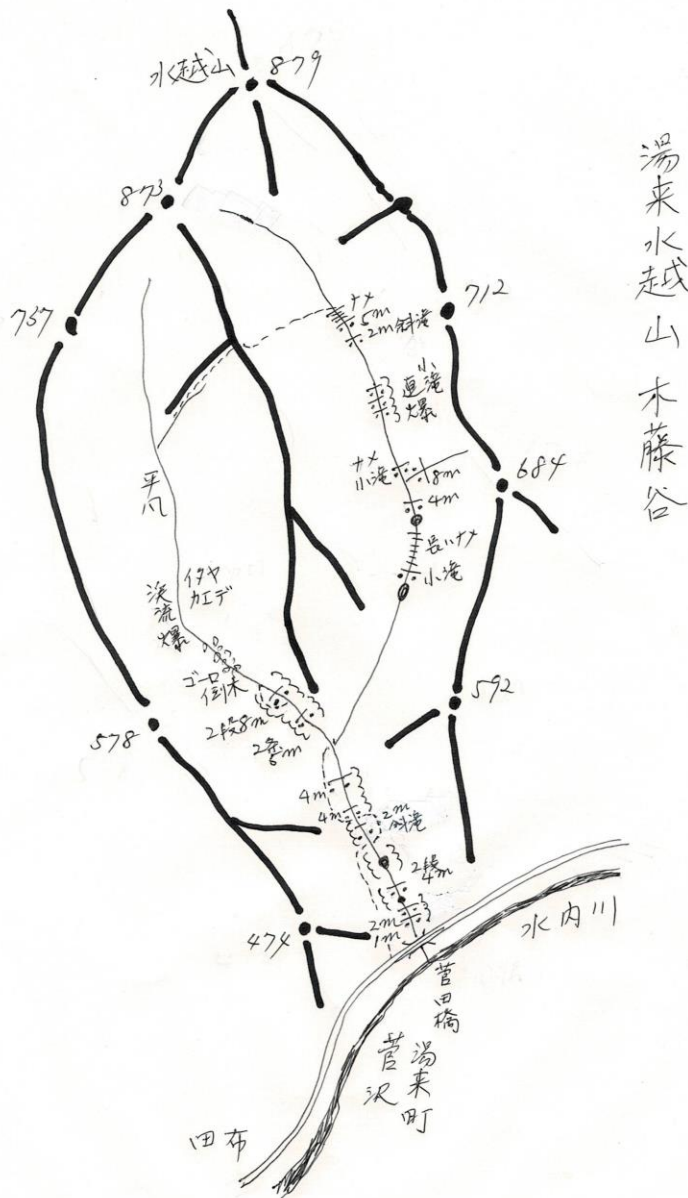 湯来水越山木藤谷
水越山 879
873
737
712
ナメ
5m
2m斜滝
小滝
連爆
ナメ
小滝
8m
4m
684
長いナメ
小滝
平凡
イタヤ
カエデ
渓流爆
ゴーロ
倒木
2段8m
2条6m
592
578
4m
4m
2m
斜滝
2段
4m
2m
1m
474
水内川
菅田橋
湯来町
菅沢
田布